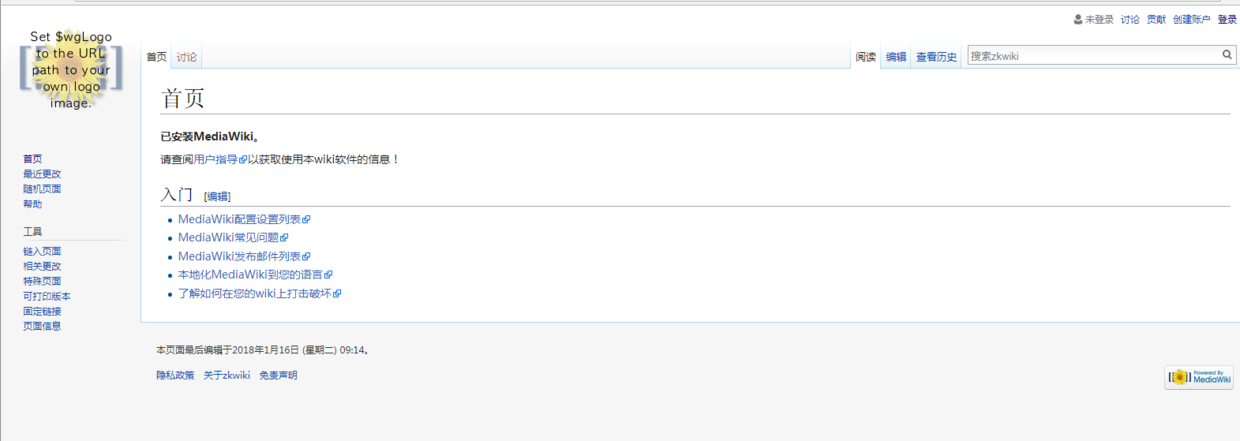 未登录 讨论 贡献 创建账户 登录
Set $wgLogo
to the URL
path to your
own logo
image.
首页 讨论
阅读 编辑 查看历史 搜索zkwiki
首页
已安装MediaWiki。
请查阅用户指导以获取使用本wiki软件的信息！
入门 [编辑]
MediaWiki配置设置列表
MediaWiki常见问题
MediaWiki发布邮件列表
本地化MediaWiki到您的语言
了解如何在您的wiki上打击破坏
首页
最近更改
随机页面
帮助
工具
链入页面
相关更改
特殊页面
可打印版本
固定链接
页面信息
本页面最后编辑于2018年1月16日 (星期二) 09:14。
隐私政策 关于zkwiki 免责声明
Powered By
MediaWiki